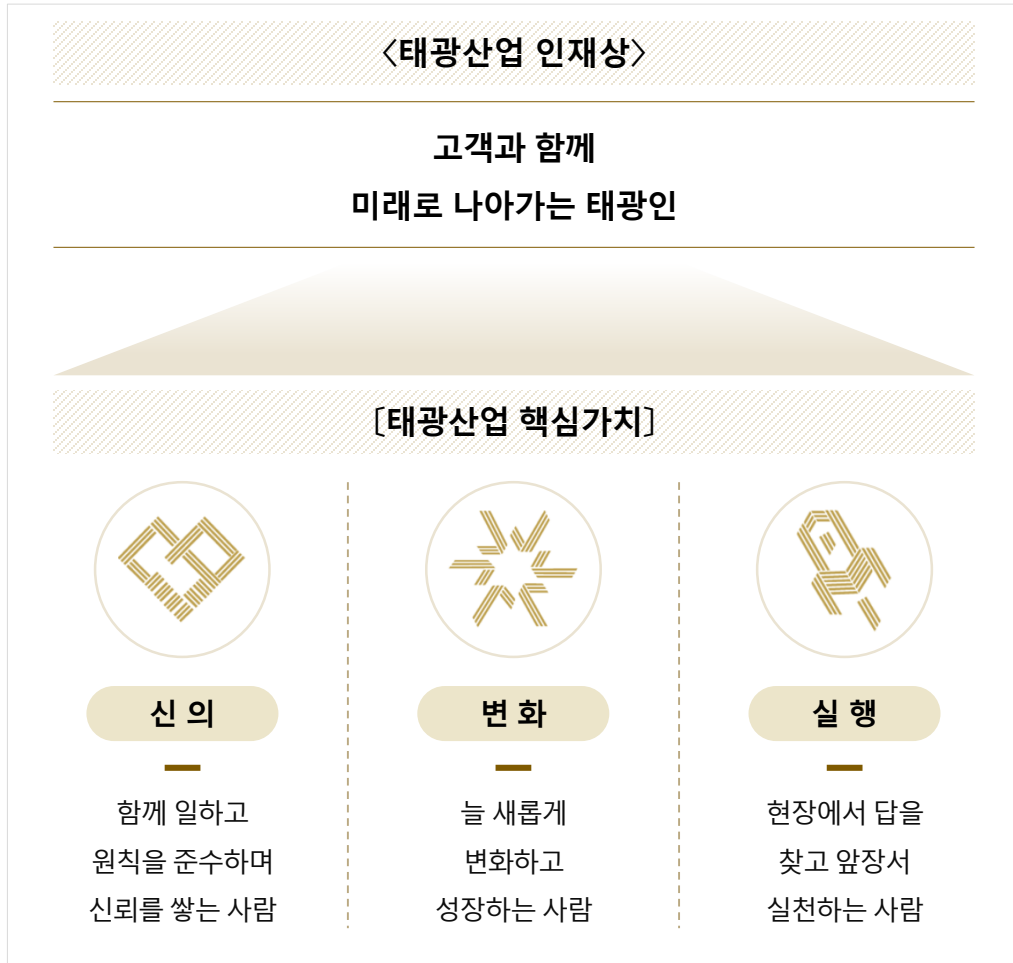 〈태광산업 인재상〉
고객과 함께
미래로 나아가는 태광인
[태광산업 핵심가치]
신 의
함께 일하고
원칙을 준수하며
신뢰를 쌓는 사람
변 화
늘 새롭게
변화하고
성장하는 사람
실 행
현장에서 답을
찾고 앞장서
실천하는 사람